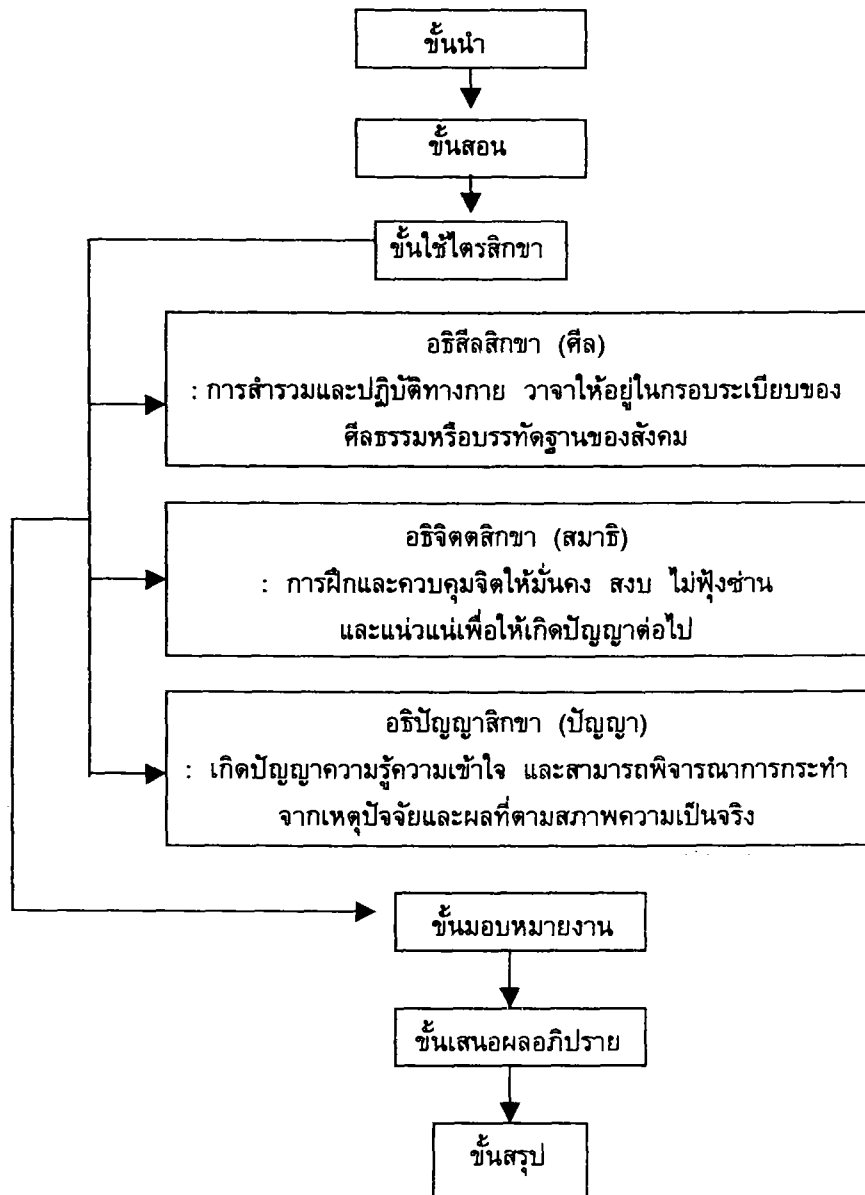 ขั้นนำ
ขั้นสอน
ขั้นใช้ไตรสิกขา
อธิสีลสิกขา (ศีล)
: การสำรวมและปฏิบัติทางกาย วาจาให้อยู่ในกรอบระเบียบของ
ศีลธรรมหรือบรรทัดฐานของสังคม
อธิจิตตสิกขา (สมาธิ)
: การฝึกและควบคุมจิตให้มั่นคง สงบ ไม่ฟุ้งซ่าน
และแน่วแน่เพื่อให้เกิดปัญญาต่อไป
อธิปัญญาสิกขา (ปัญญา)
: เกิดปัญญาความรู้ความเข้าใจ และสามารถพิจารณาการกระทำ
จากเหตุปัจจัยและผลที่ตามสภาพความเป็นจริง
ขั้นมอบหมายงาน
ขั้นเสนอผลอภิปราย
ขั้นสรุป